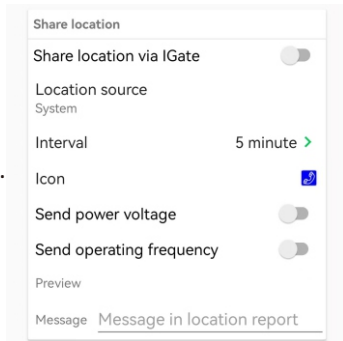 Share location
Share location via IGate
Location source
System
Interval 5 minute >
Icon
Send power voltage
Send operating frequency
Preview
Message Message in location report